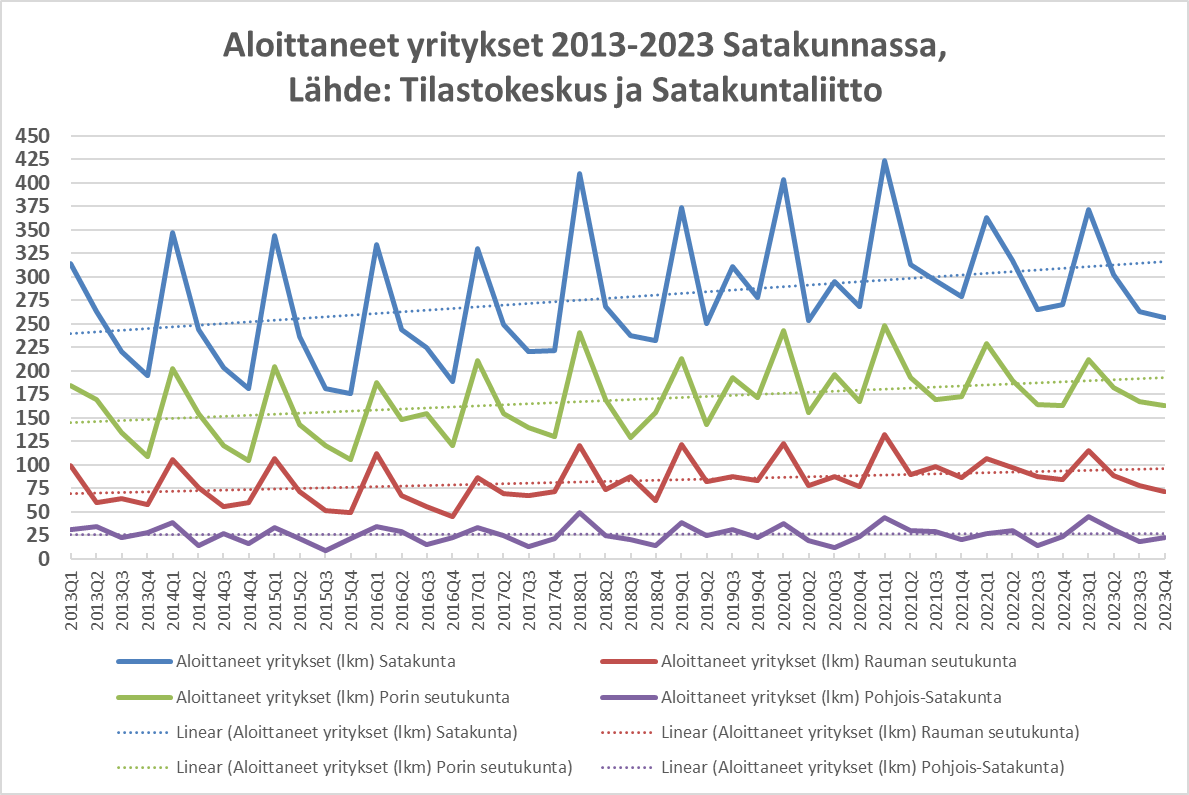 Aloittaneet yritykset 2013-2023 Satakunnassa,
Lähde: Tilastokeskus ja Satakuntaliitto
450
425
400
375
350
325
300
275
250
225
200
175
150
125
100
75
50
25
0
2013Q1
2013Q2
2013Q3
2013Q4
2014Q1
2014Q2
2014Q3
2014Q4
2015Q1
2015Q2
2015Q3
2015Q4
2016Q1
2016Q2
2016Q3
2016Q4
2017Q1
2017Q2
2017Q3
2017Q4
2018Q1
2018Q2
2018Q3
2018Q4
2019Q1
2019Q2
2019Q3
2019Q4
2020Q1
2020Q2
2020Q3
2020Q4
2021Q1
2021Q2
2021Q3
2021Q4
2022Q1
2022Q2
2022Q3
2022Q4
2023Q1
2023Q2
2023Q3
2023Q4
Aloittaneet yritykset (lkm) Satakunta
Aloittaneet yritykset (lkm) Rauman seutukunta
Aloittaneet yritykset (lkm) Porin seutukunta
Aloittaneet yritykset (lkm) Pohjois-Satakunta
Linear (Aloittaneet yritykset (lkm) Satakunta)
Linear (Aloittaneet yritykset (lkm) Rauman seutukunta)
Linear (Aloittaneet yritykset (lkm) Porin seutukunta)
Linear (Aloittaneet yritykset (lkm) Pohjois-Satakunta)